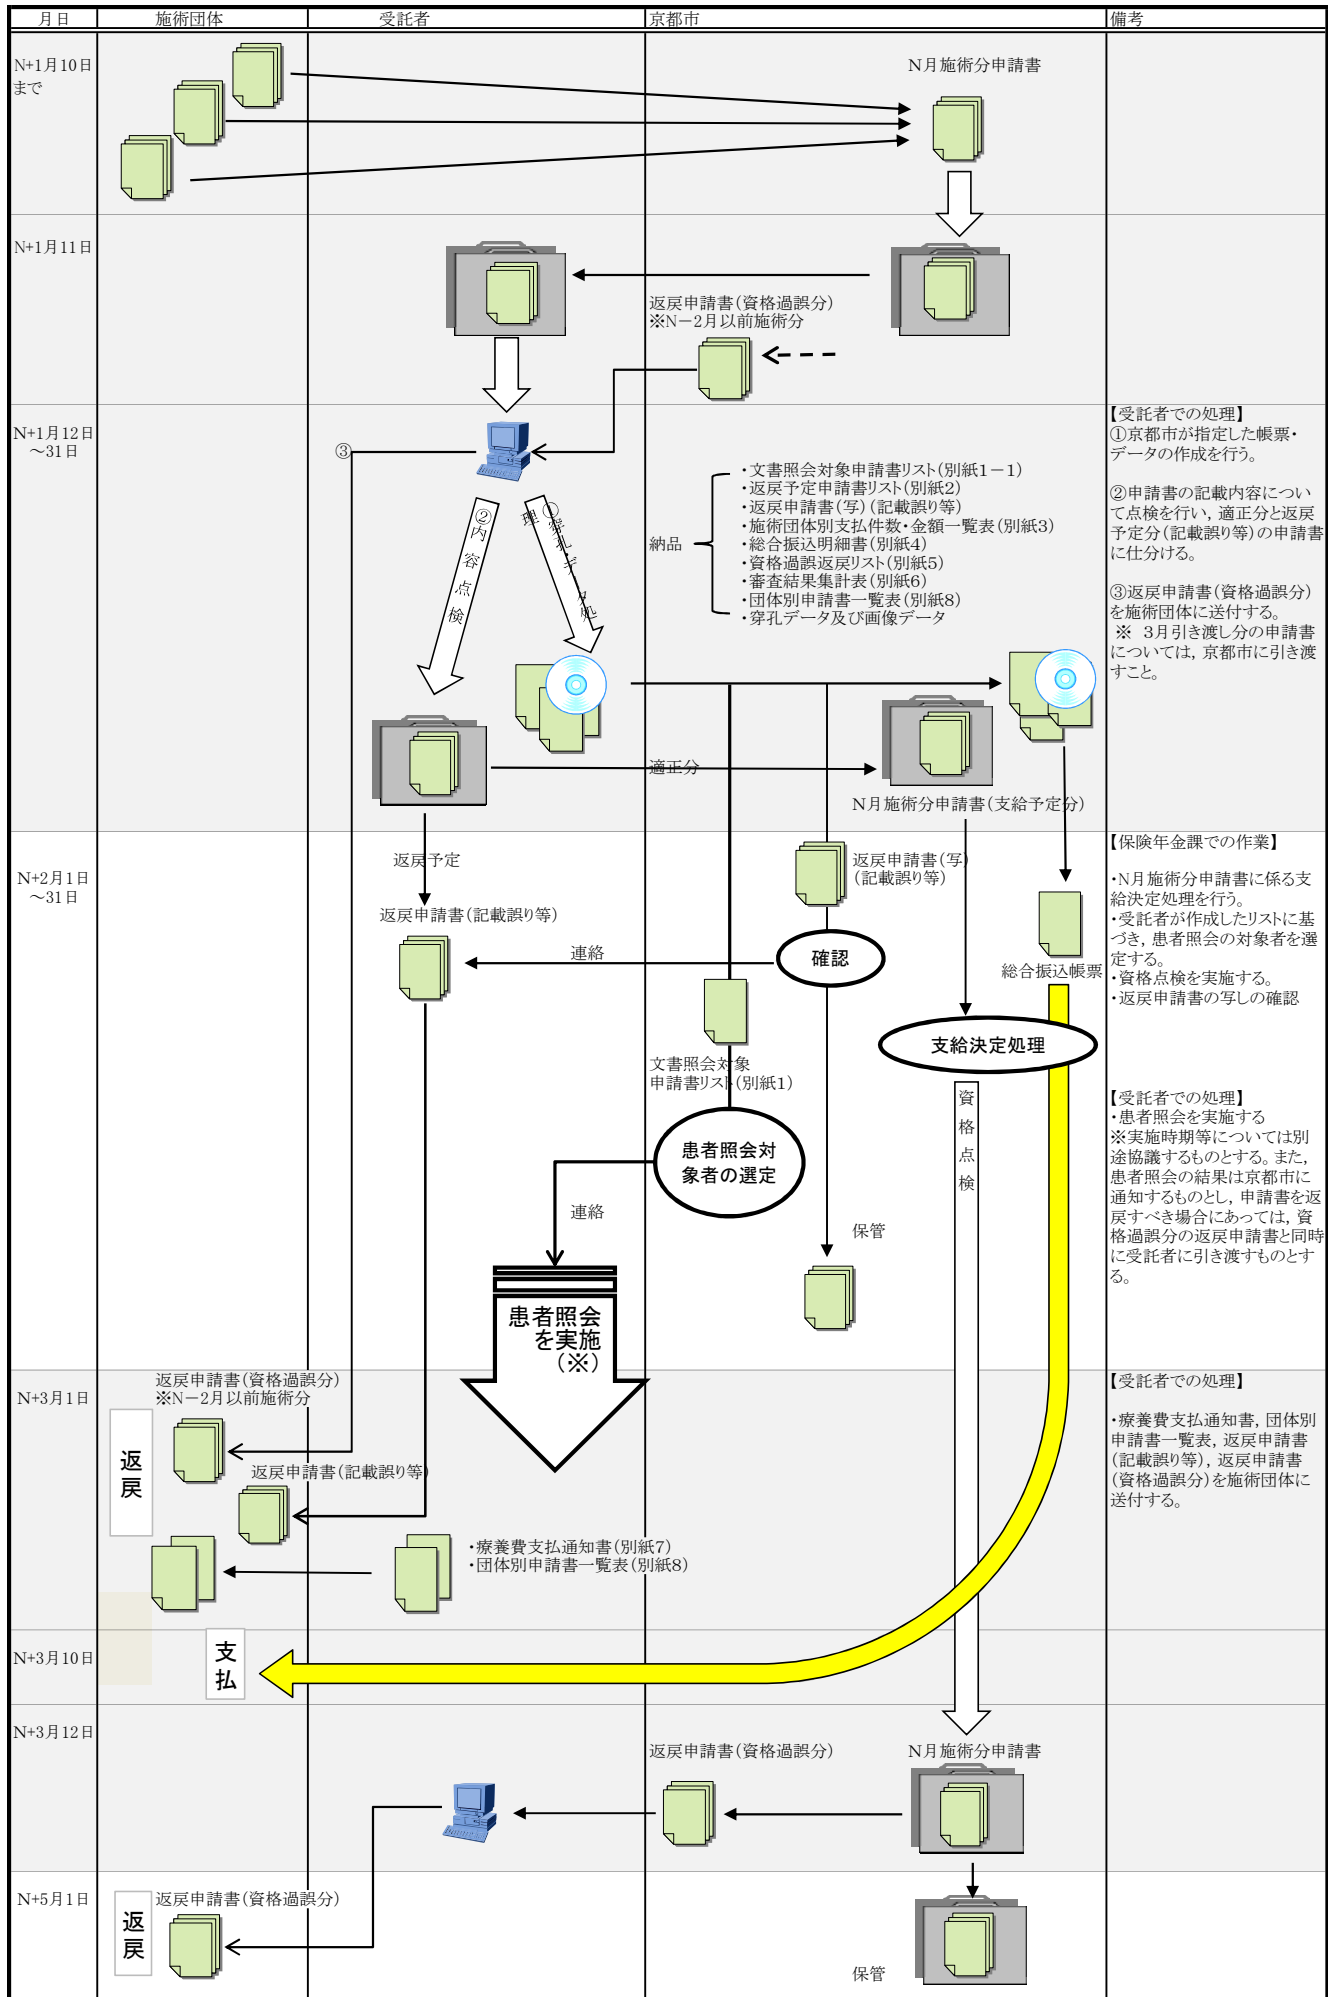 月日
施術団体
受託者
京都市
備考
N+1月10日
まで
N月施術分申請書
N+1月11日
返戻申請書(資格過誤分)
※N－2月以前施術分
N+1月12日
～31日
③
②内容点検
①穿孔・データ処理
納品
・文書照会対象申請書リスト(別紙１－１)
・返戻予定申請書リスト(別紙２)
・返戻申請書(写)(記載誤り等)
・施術団体別支払件数・金額一覧表(別紙３)
・総合振込明細書(別紙４)
・資格過誤返戻リスト(別紙５)
・審査結果集計表(別紙６)
・団体別申請書一覧表(別紙８)
・穿孔データ及び画像データ
【受託者での処理】
①京都市が指定した帳票・
データの作成を行う。
②申請書の記載内容につい
て点検を行い，適正分と返戻
予定分(記載誤り等)の申請書
に仕分ける。
③返戻申請書(資格過誤分)
を施術団体に送付する。
※　3月引き渡し分の申請書
については，京都市に引き渡
すこと。
適正分
N月施術分申請書(支給予定分)
N+2月1日
～31日
返戻予定
返戻申請書(記載誤り等)
連絡
返戻申請書(写)
(記載誤り等)
確認
総合振込帳票
支給決定処理
文書照会対象
申請書リスト(別紙１)
患者照会対
象者の選定
連絡
資格点検
保管
患者照会
を実施
(※)
【保険年金課での作業】
・N月施術分申請書に係る支
給決定処理を行う。
・受託者が作成したリストに基
づき，患者照会の対象者を選
定する。
・資格点検を実施する。
・返戻申請書の写しの確認
【受託者での処理】
・患者照会を実施する
※実施時期等については別
途協議するものとする。また，
患者照会の結果は京都市に
通知するものとし，申請書を返
戻すべき場合にあっては，資
格過誤分の返戻申請書と同時
に受託者に引き渡すものとす
る。
N+3月1日
返戻申請書(資格過誤分)
※N－2月以前施術分
返戻
返戻申請書(記載誤り等)
・療養費支払通知書(別紙７)
・団体別申請書一覧表(別紙８)
【受託者での処理】
・療養費支払通知書，団体別
申請書一覧表，返戻申請書
(記載誤り等)，返戻申請書
(資格過誤分)を施術団体に
送付する。
N+3月10日
支払
N+3月12日
返戻申請書(資格過誤分)
N月施術分申請書
N+5月1日
返戻
返戻申請書(資格過誤分)
保管